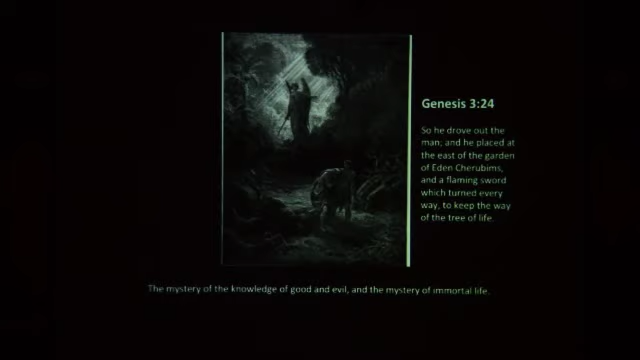 Genesis 3:24
So he drove out the
man; and he placed at
the east of the garden
of Eden Cherubims,
and a flaming sword
which turned every
way, to keep the way
of the tree of life.
The mystery of the knowledge of good and evil, and the mystery of immortal life.